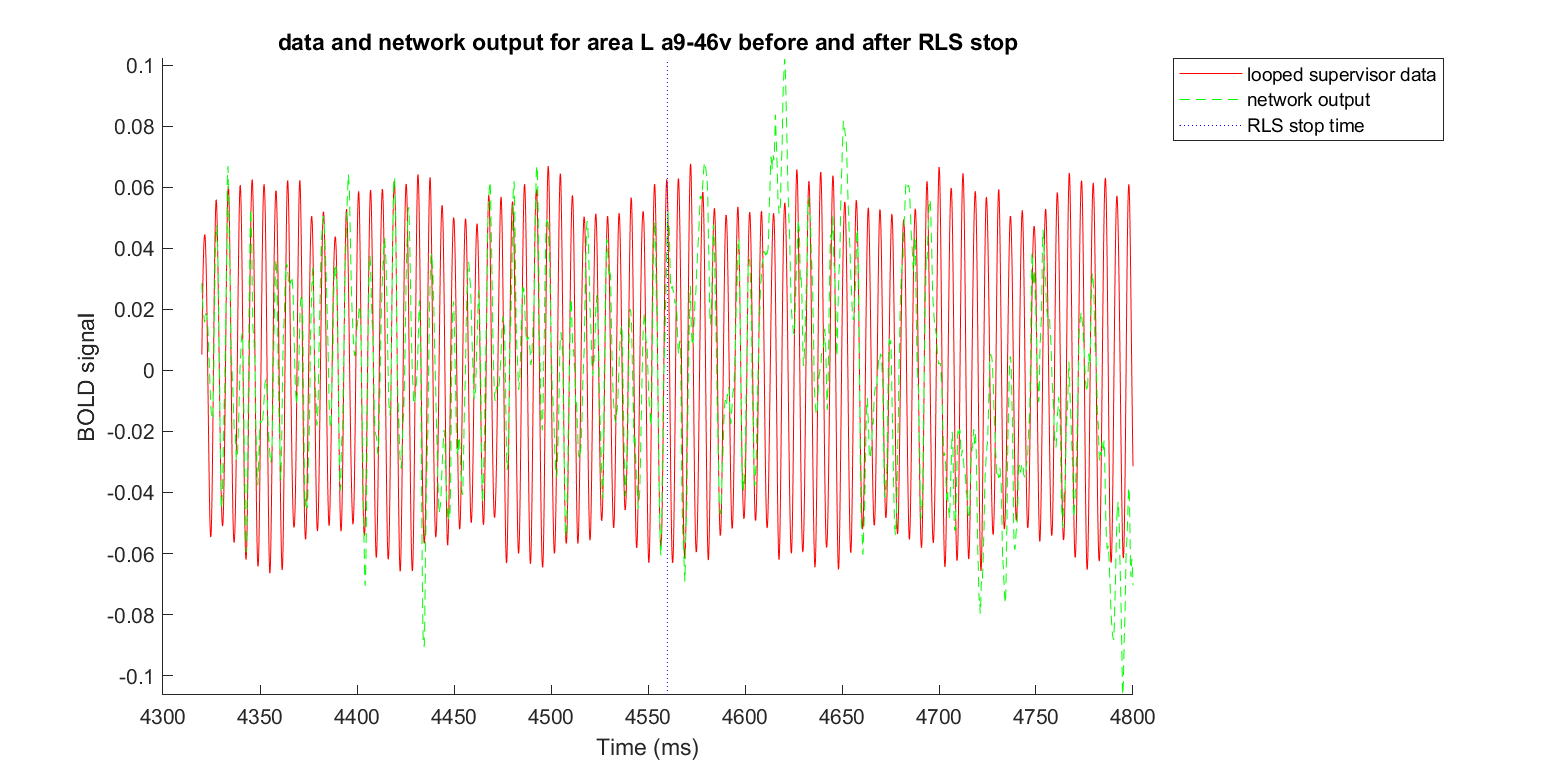 data and network output for area L a9-46v before and after RLS stop
looped supervisor data
network output
RLS stop time
BOLD signal
0.1
0.08
0.06
0.04
0.02
0
-0.02
-0.04
-0.06
-0.08
-0.1
4300 4350 4400 4450 4500 4550 4600 4650 4700 4750 4800
Time (ms)